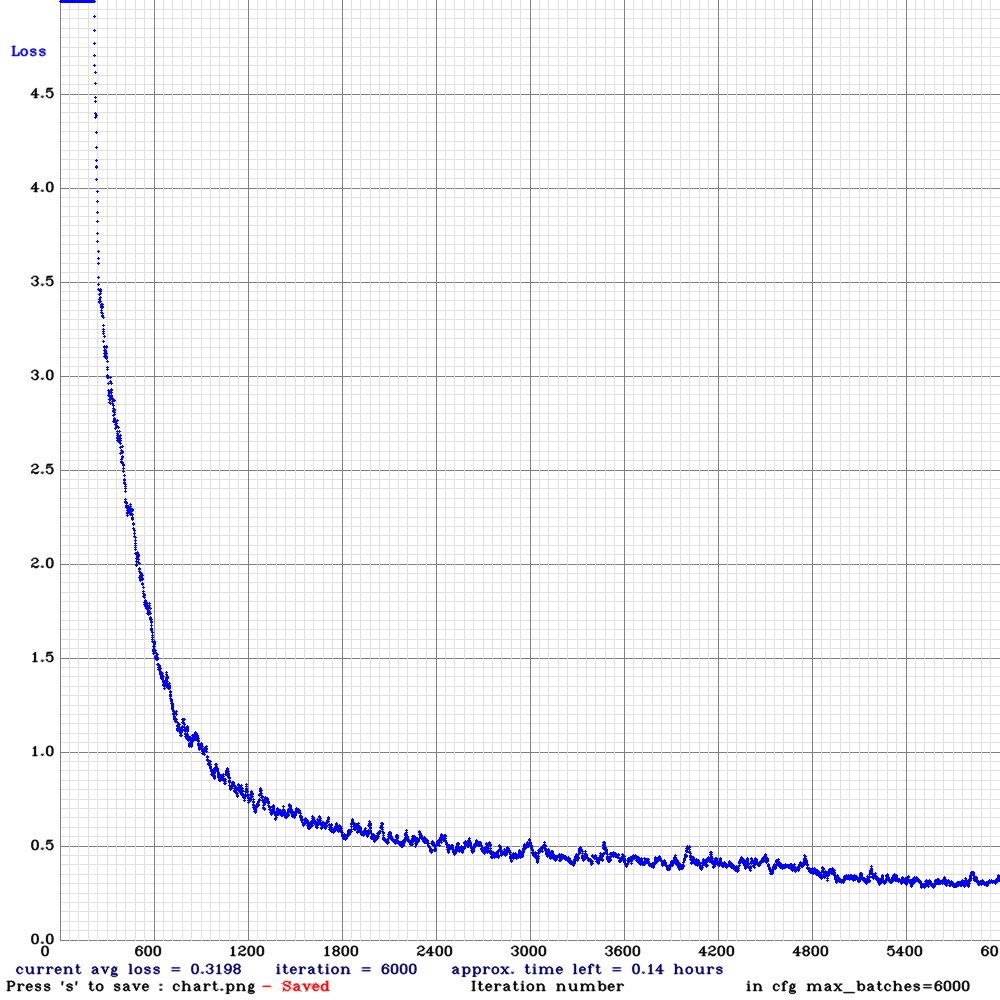 Loss
4.5
4.0
3.5
3.0
2.5
2.0
1.5
1.0
0.5
0.0
0 600 1200 1800 2400 3000 3600 4200 4800 5400 60
current avg loss = 0.3198 iteration = 6000 approx. time left = 0.14 hours
Press 's' to save : chart.png - Saved Iteration number in cfg max_batches=6000